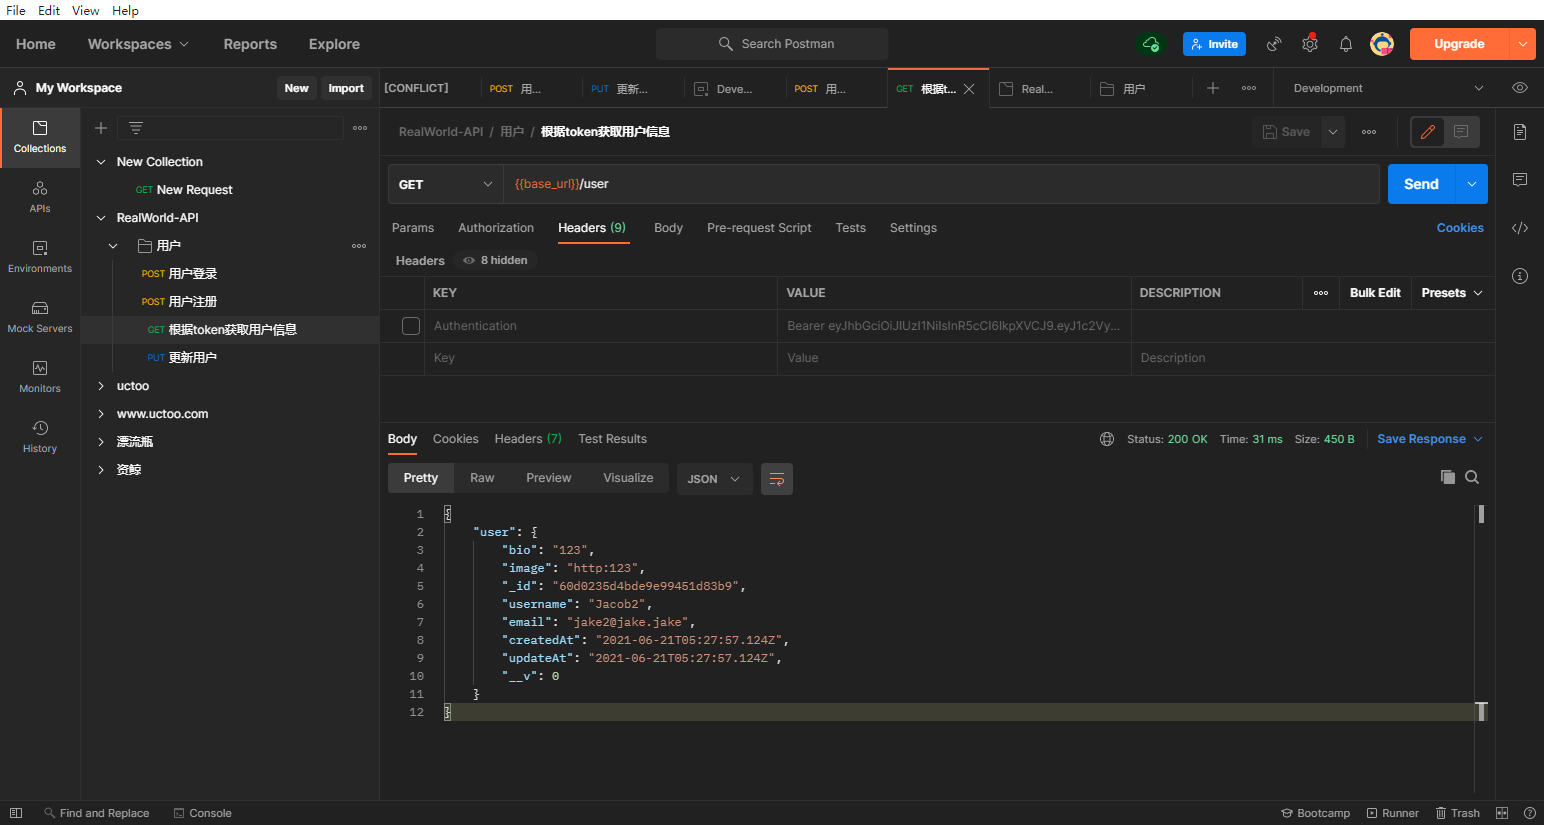 File Edit View Help
Home Workspaces Reports Explore Search Postman Invite Upgrade
My Workspace New Import [CONFLICT] POST 用... PUT 更新... Deve... POST 用... GET 根据t... Real... 用户 Development
RealWorld-API / 用户 / 根据token获取用户信息 Save
Collections
New Collection
GET New Request
GET {{base_url}}/user Send
APIs
RealWorld-API
Params Authorization Headers (9) Body Pre-request Script Tests Settings Cookies
用户
Environments
Headers 8 hidden
POST 用户登录
KEY VALUE DESCRIPTION Bulk Edit Presets
POST 用户注册
Mock Servers
GET 根据token获取用户信息
Authentication Bearer eyJhbGciOiJIUzI1NiIsInR5cCI6IkpXVCJ9.eyJ1c2Vy...
PUT 更新用户
Key Value Description
Monitors
uctoo
www.uctoo.com
漂流瓶
资鲸
History
Body Cookies Headers (7) Test Results Status: 200 OK Time: 31 ms Size: 450 B Save Response
Pretty Raw Preview Visualize JSON
1 {
2 "user": {
3 "bio": "123",
4 "image": "http:123",
5 "_id": "60d0235d4bde9e99451d83b9",
6 "username": "Jacob2",
7 "email": "jake2@jake.jake",
8 "createdAt": "2021-06-21T05:27:57.124Z",
9 "updateAt": "2021-06-21T05:27:57.124Z",
10 "__v": 0
11 }
12 }
Find and Replace Console Bootcamp Runner Trash